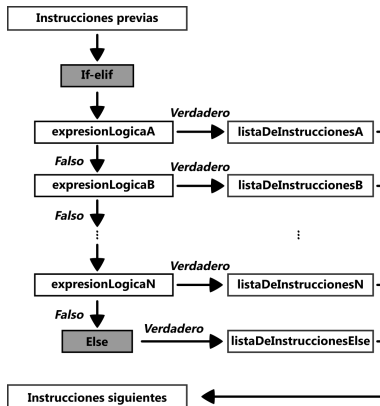 Instrucciones previas
If-elif
Verdadero
expresionLogicaA
listaDeInstruccionesA
Falso
Verdadero
expresionLogicaB
listaDeInstruccionesB
Falso
...
...
Verdadero
expresionLogicaN
listaDeInstruccionesN
Falso
Verdadero
Else
listaDeInstruccionesElse
Instrucciones siguientes